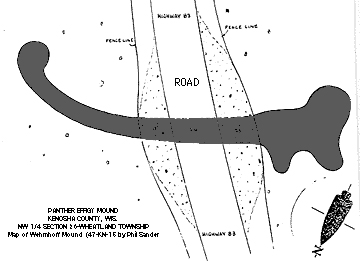 HIGHWAY 83
FENCE LINE
FENCE LINE
ROAD
HIGHWAY 83
PANTHER EFFIGY MOUND
KENOSHA COUNTY, WIS.
NW 1/4 SECTION 26-WHEATLAND TOWNSHIP
Map of Wehmhoff Mound (47-KN-16 by Phil Sander
N